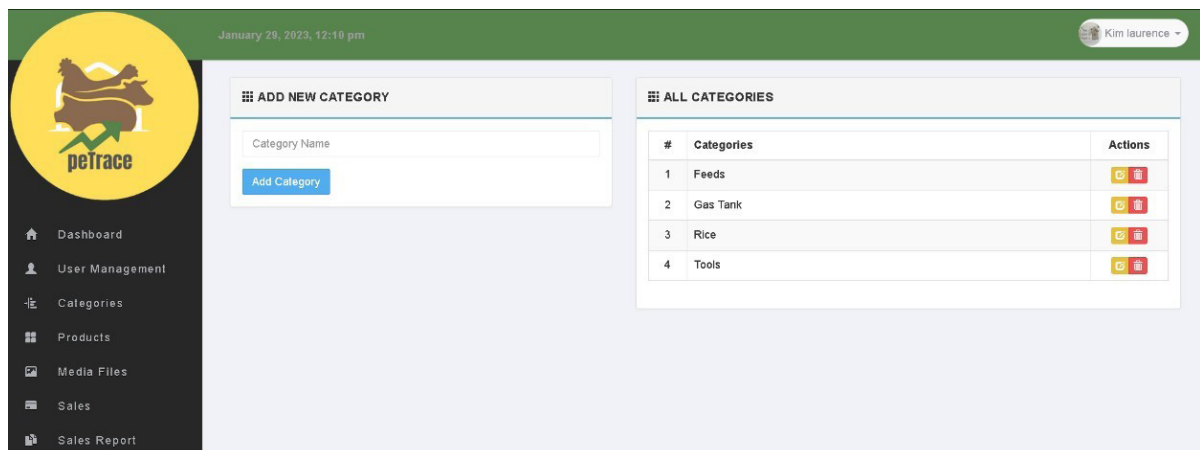 January 29, 2023, 12:10 pm
Kim laurence
peTrace
Dashboard
User Management
Categories
Products
Media Files
Sales
Sales Report
ADD NEW CATEGORY
Category Name
Add Category
ALL CATEGORIES
# Categories Actions
1 Feeds
2 Gas Tank
3 Rice
4 Tools